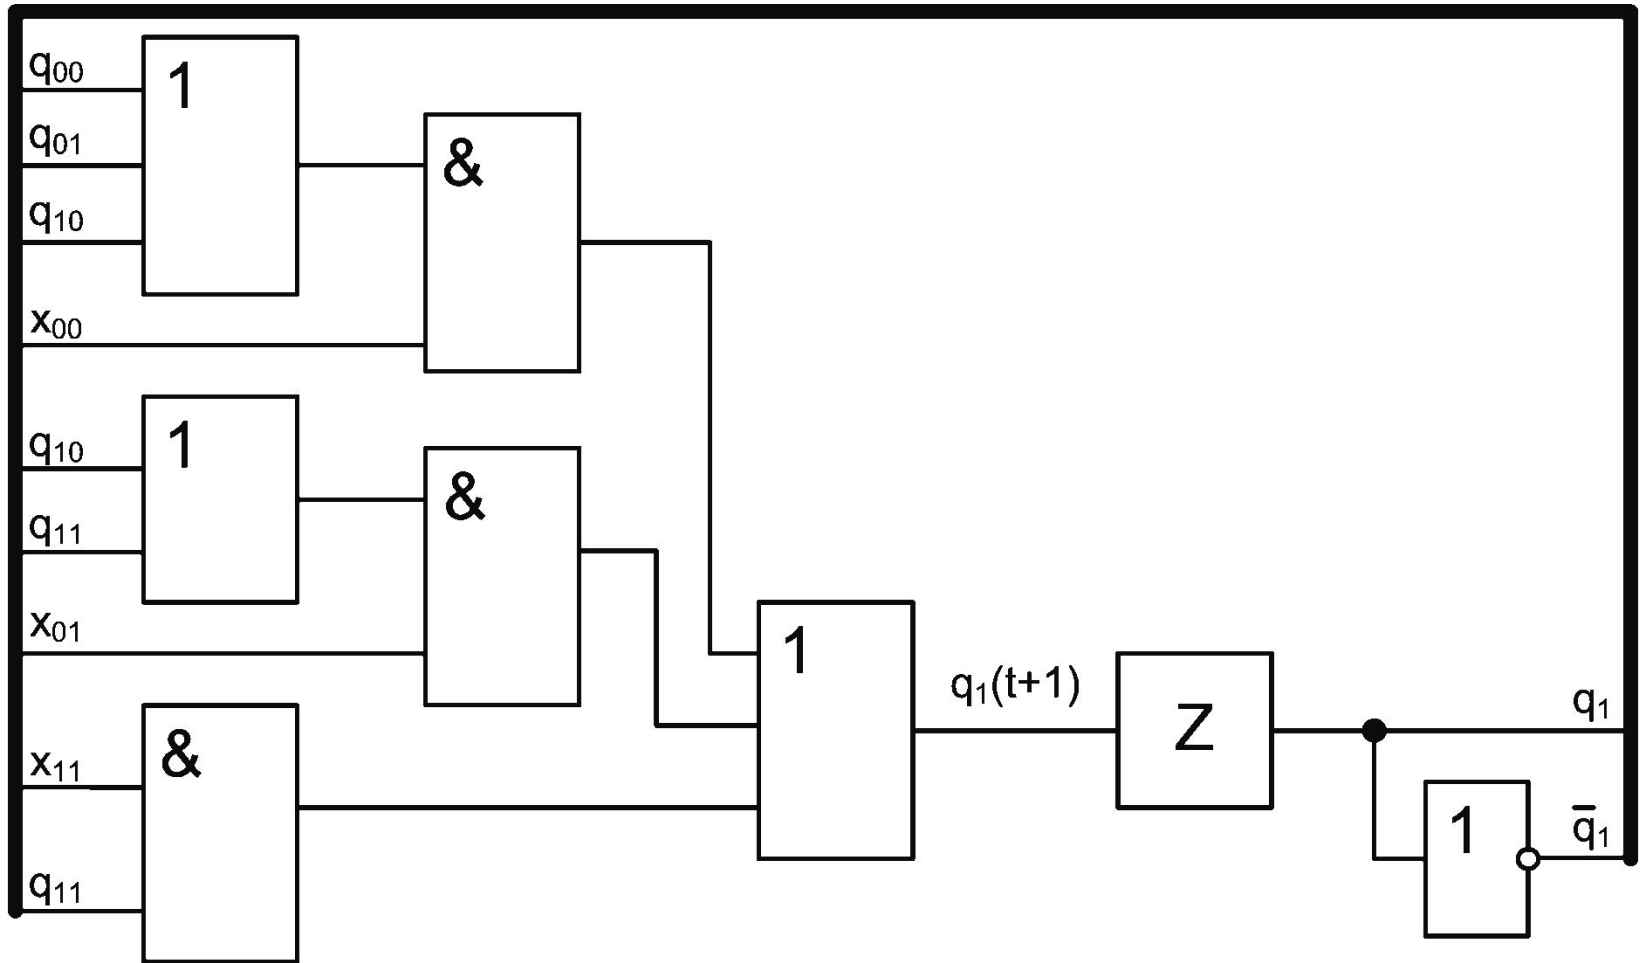 q₀₀
1
q₀₁
&
q₁₀
x₀₀
q₁₀
1
&
q₁₁
x₀₁
1
q₁(t+1)
Z
q₁
x₁₁
&
1
q̅₁
q₁₁